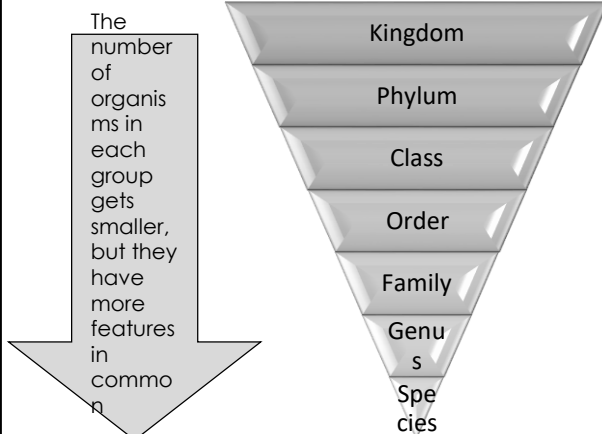 The
number
of
organis
ms in
each
group
gets
smaller,
but they
have
more
features
in
commo
n
Kingdom
Phylum
Class
Order
Family
Genu
s
Spe
cies